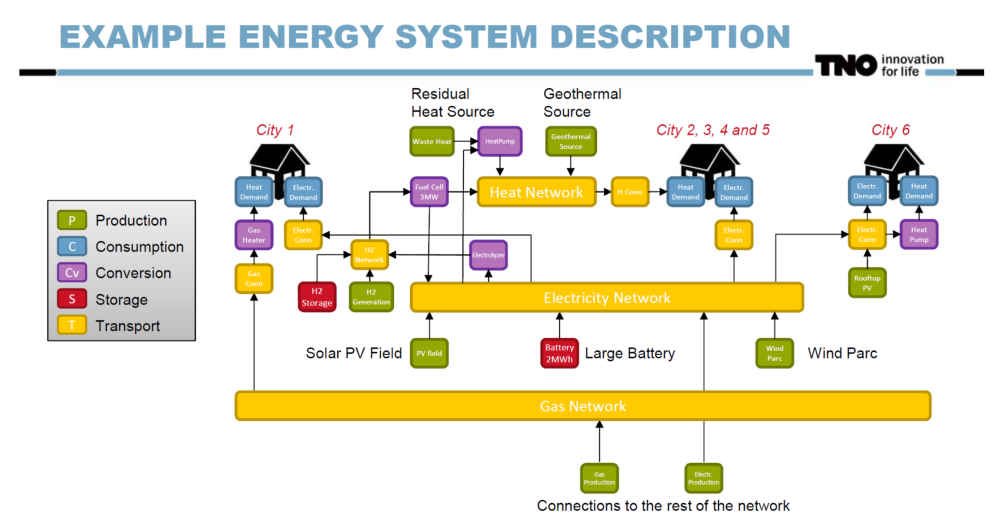 EXAMPLE ENERGY SYSTEM DESCRIPTION
TNO innovation
for life
Residual
Heat Source
Geothermal
Source
City 1
City 2, 3, 4 and 5
City 6
Waste Heat
HeatPump
Geothermal
Source
Heat
Demand
Electr.
Demand
Fuel Cell
3MW
Heat Network
H Conn
Heat
Demand
Electr.
Demand
Electr.
Demand
Heat
Demand
P Production
C Consumption
Cv Conversion
S Storage
T Transport
Gas
Heater
Electr.
Conn
H2
Network
Electrolyzer
Electr.
Conn
Electr.
Conn
Heat
Pump
Gas
Conn
H2
Storage
H2
Generation
Electricity Network
Rooftop
PV
Solar PV Field
PV field
Battery
2MWh
Large Battery
Wind
Parc
Wind Parc
Gas Network
Gas
Production
Electr.
Production
Connections to the rest of the network